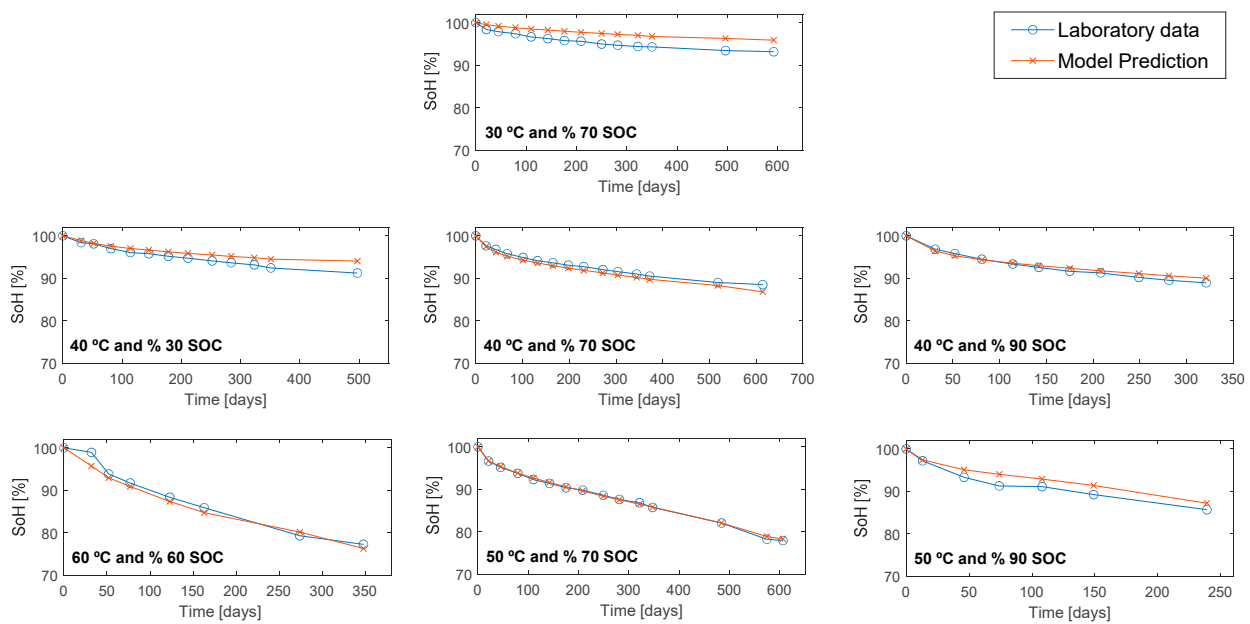 Laboratory data
Model Prediction
100
90
80
70
SoH [%]
30 ºC and % 70 SOC
0 100 200 300 400 500 600
Time [days]
100
90
80
70
SoH [%]
40 ºC and % 30 SOC
0 100 200 300 400 500
Time [days]
100
90
80
70
SoH [%]
40 ºC and % 70 SOC
0 100 200 300 400 500 600 700
Time [days]
100
90
80
70
SoH [%]
40 ºC and % 90 SOC
0 50 100 150 200 250 300 350
Time [days]
100
90
80
70
SoH [%]
60 ºC and % 60 SOC
0 50 100 150 200 250 300 350
Time [days]
100
90
80
70
SoH [%]
50 ºC and % 70 SOC
0 100 200 300 400 500 600
Time [days]
100
90
80
70
SoH [%]
50 ºC and % 90 SOC
0 50 100 150 200 250
Time [days]